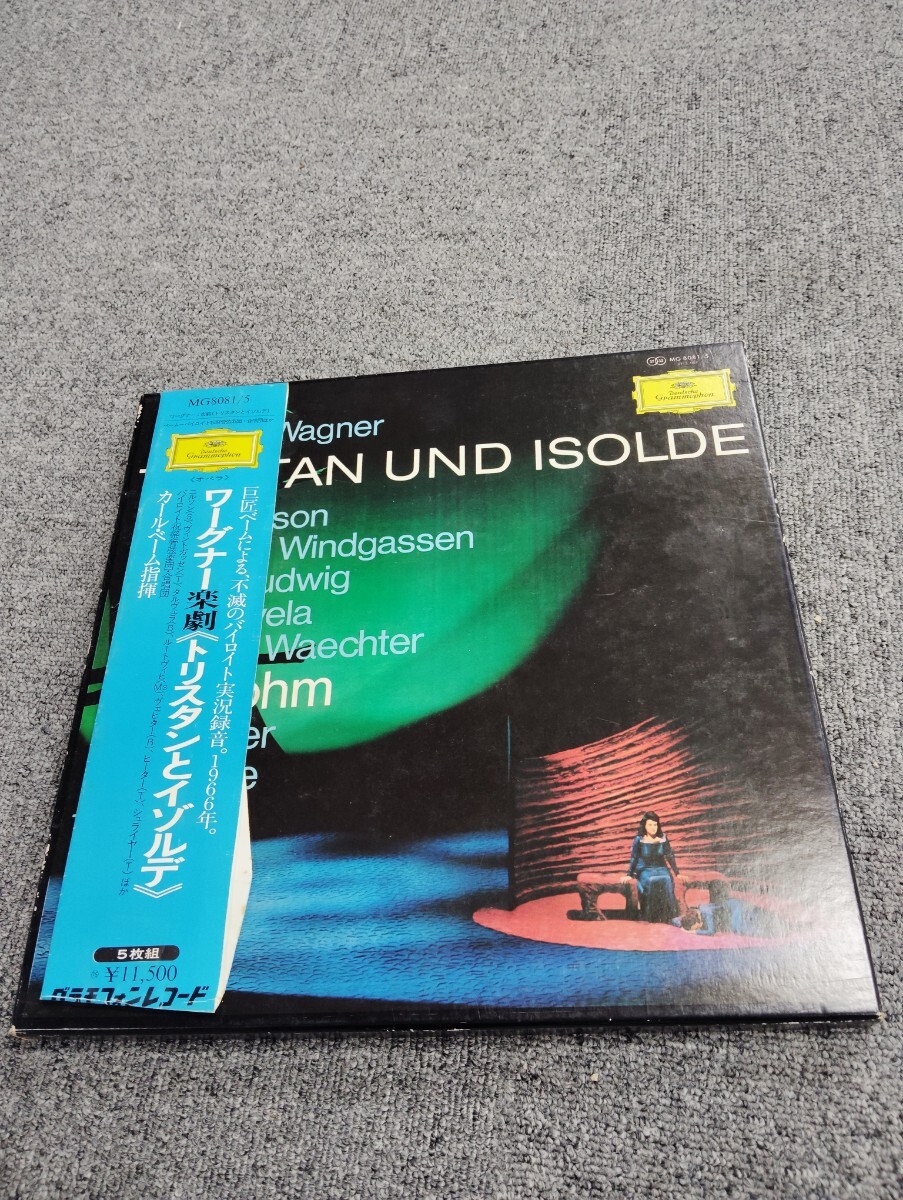 MG8081/5
Deutsche
Grammophon
《オペラ》
巨匠ベームによる、不滅のバイロイト実況録音。1966年。
ワーグナー 楽劇《トリスタンとイゾルデ》
カール・ベーム指揮
5枚組
¥11,500
グラモフォンレコード
MG 8081/5
Deutsche
Grammophon
Wagner
TAN UND ISOLDE
son
Windgassen
udwig
vela
Waechter
öhm
er
e